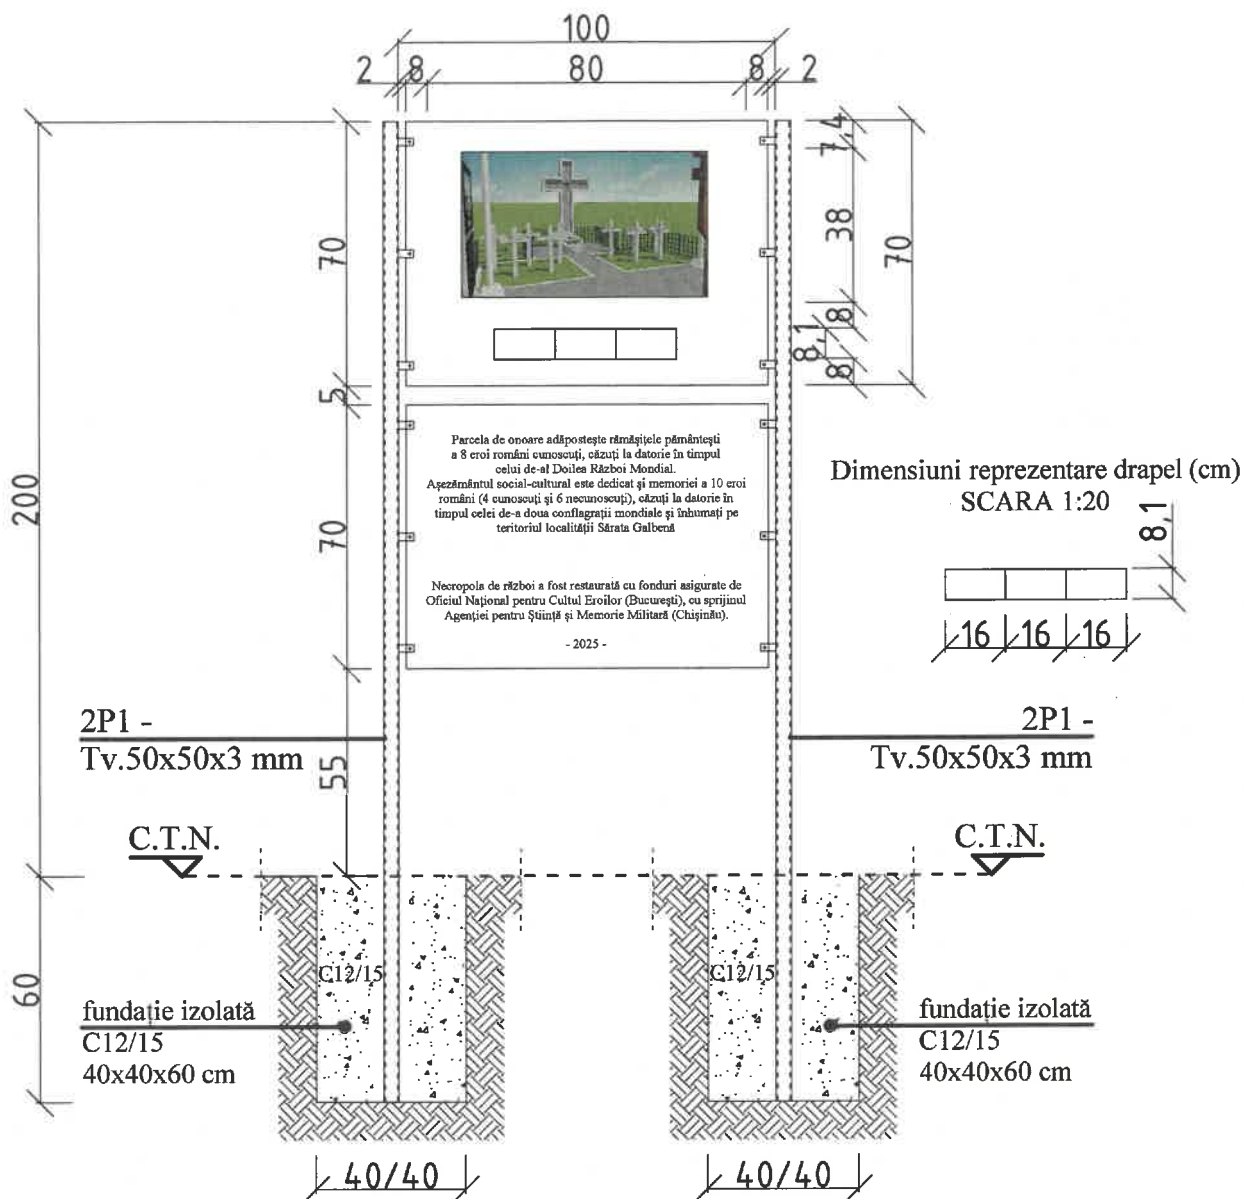 100
2 8 80 8 2
7,4
38
70
8
8,1
8
70
5
200
70
55
60
Parcela de onoare adăpostește rămășițele pământești
a 8 eroi români cunoscuți, căzuți la datorie în timpul
celui de-al Doilea Război Mondial.
Așezământul social-cultural este dedicat și memoriei a 10 eroi
români (4 cunoscuți și 6 necunoscuți), căzuți la datorie în
timpul celei de-a doua conflagrații mondiale și înhumați pe
teritoriul localității Sărata Galbenă
Necropola de război a fost restaurată cu fonduri asigurate de
Oficiul Național pentru Cultul Eroilor (București), cu sprijinul
Agenției pentru Știință și Memorie Militară (Chișinău).
- 2025 -
Dimensiuni reprezentare drapel (cm)
SCARA 1:20
8,1
16 16 16
2P1 -
Tv.50x50x3 mm
2P1 -
Tv.50x50x3 mm
C.T.N.
C.T.N.
C12/15
C12/15
fundație izolată
C12/15
40x40x60 cm
fundație izolată
C12/15
40x40x60 cm
40/40
40/40